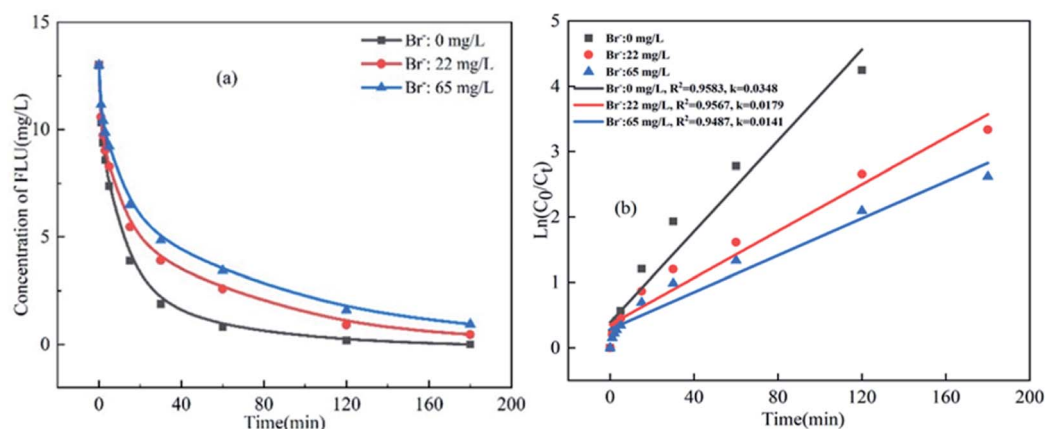 15
10
5
0
0 40 80 120 160 200
Concentration of FLU(mg/L)
Time(min)
(a)
Br⁻: 0 mg/L
Br⁻: 22 mg/L
Br⁻: 65 mg/L
5
4
3
2
1
0
0 40 80 120 160 200
Ln(C₀/Cₜ)
Time(min)
(b)
Br⁻:0 mg/L
Br⁻:22 mg/L
Br⁻:65 mg/L
Br⁻:0 mg/L, R²=0.9583, k=0.0348
Br⁻:22 mg/L, R²=0.9567, k=0.0179
Br⁻:65 mg/L, R²=0.9487, k=0.0141